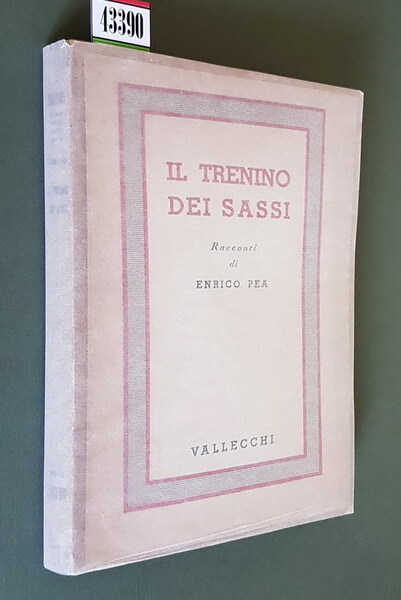 43390
IL TRENINO
DEI SASSI
Racconti
di
ENRICO PEA
VALLECCHI